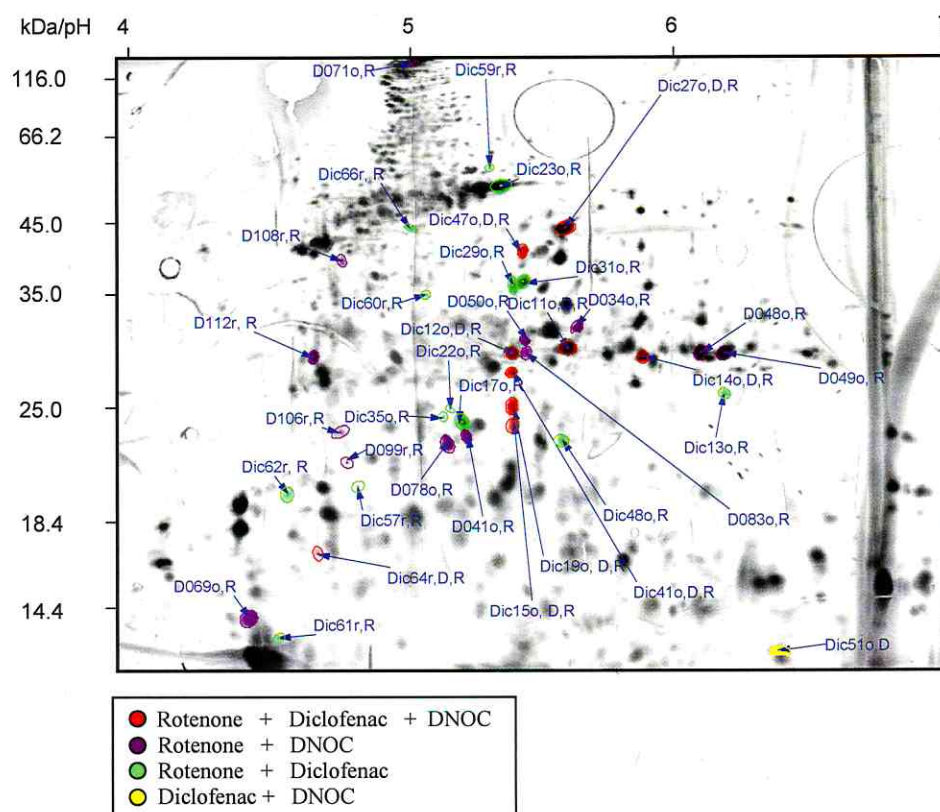 kDa/pH 4 5 6
116.0
66.2
45.0
35.0
25.0
18.4
14.4
D071o,R
Dic59r,R
Dic27o,D,R
Dic66r, R
Dic23o,R
Dic47o,D,R
D108r,R
Dic29o,R
Dic31o,R
Dic60r,R
D050o,R
Dic11o,D,R
D034o,R
D112r, R
Dic12o,D,R
D048o,R
Dic22o,R
Dic17o,R
Dic14o,D,R
D049o,R
D106r,R
Dic35o,R
Dic13o,R
D099r,R
Dic62r, R
D078o,R
Dic57r,R
D041o,R
Dic48o,R
D083o,R
Dic64r,D,R
Dic19o, D,R
D069o,R
Dic41o,D,R
Dic15o, D,R
Dic61r,R
Dic51o,D
Rotenone + Diclofenac + DNOC
Rotenone + DNOC
Rotenone + Diclofenac
Diclofenac + DNOC